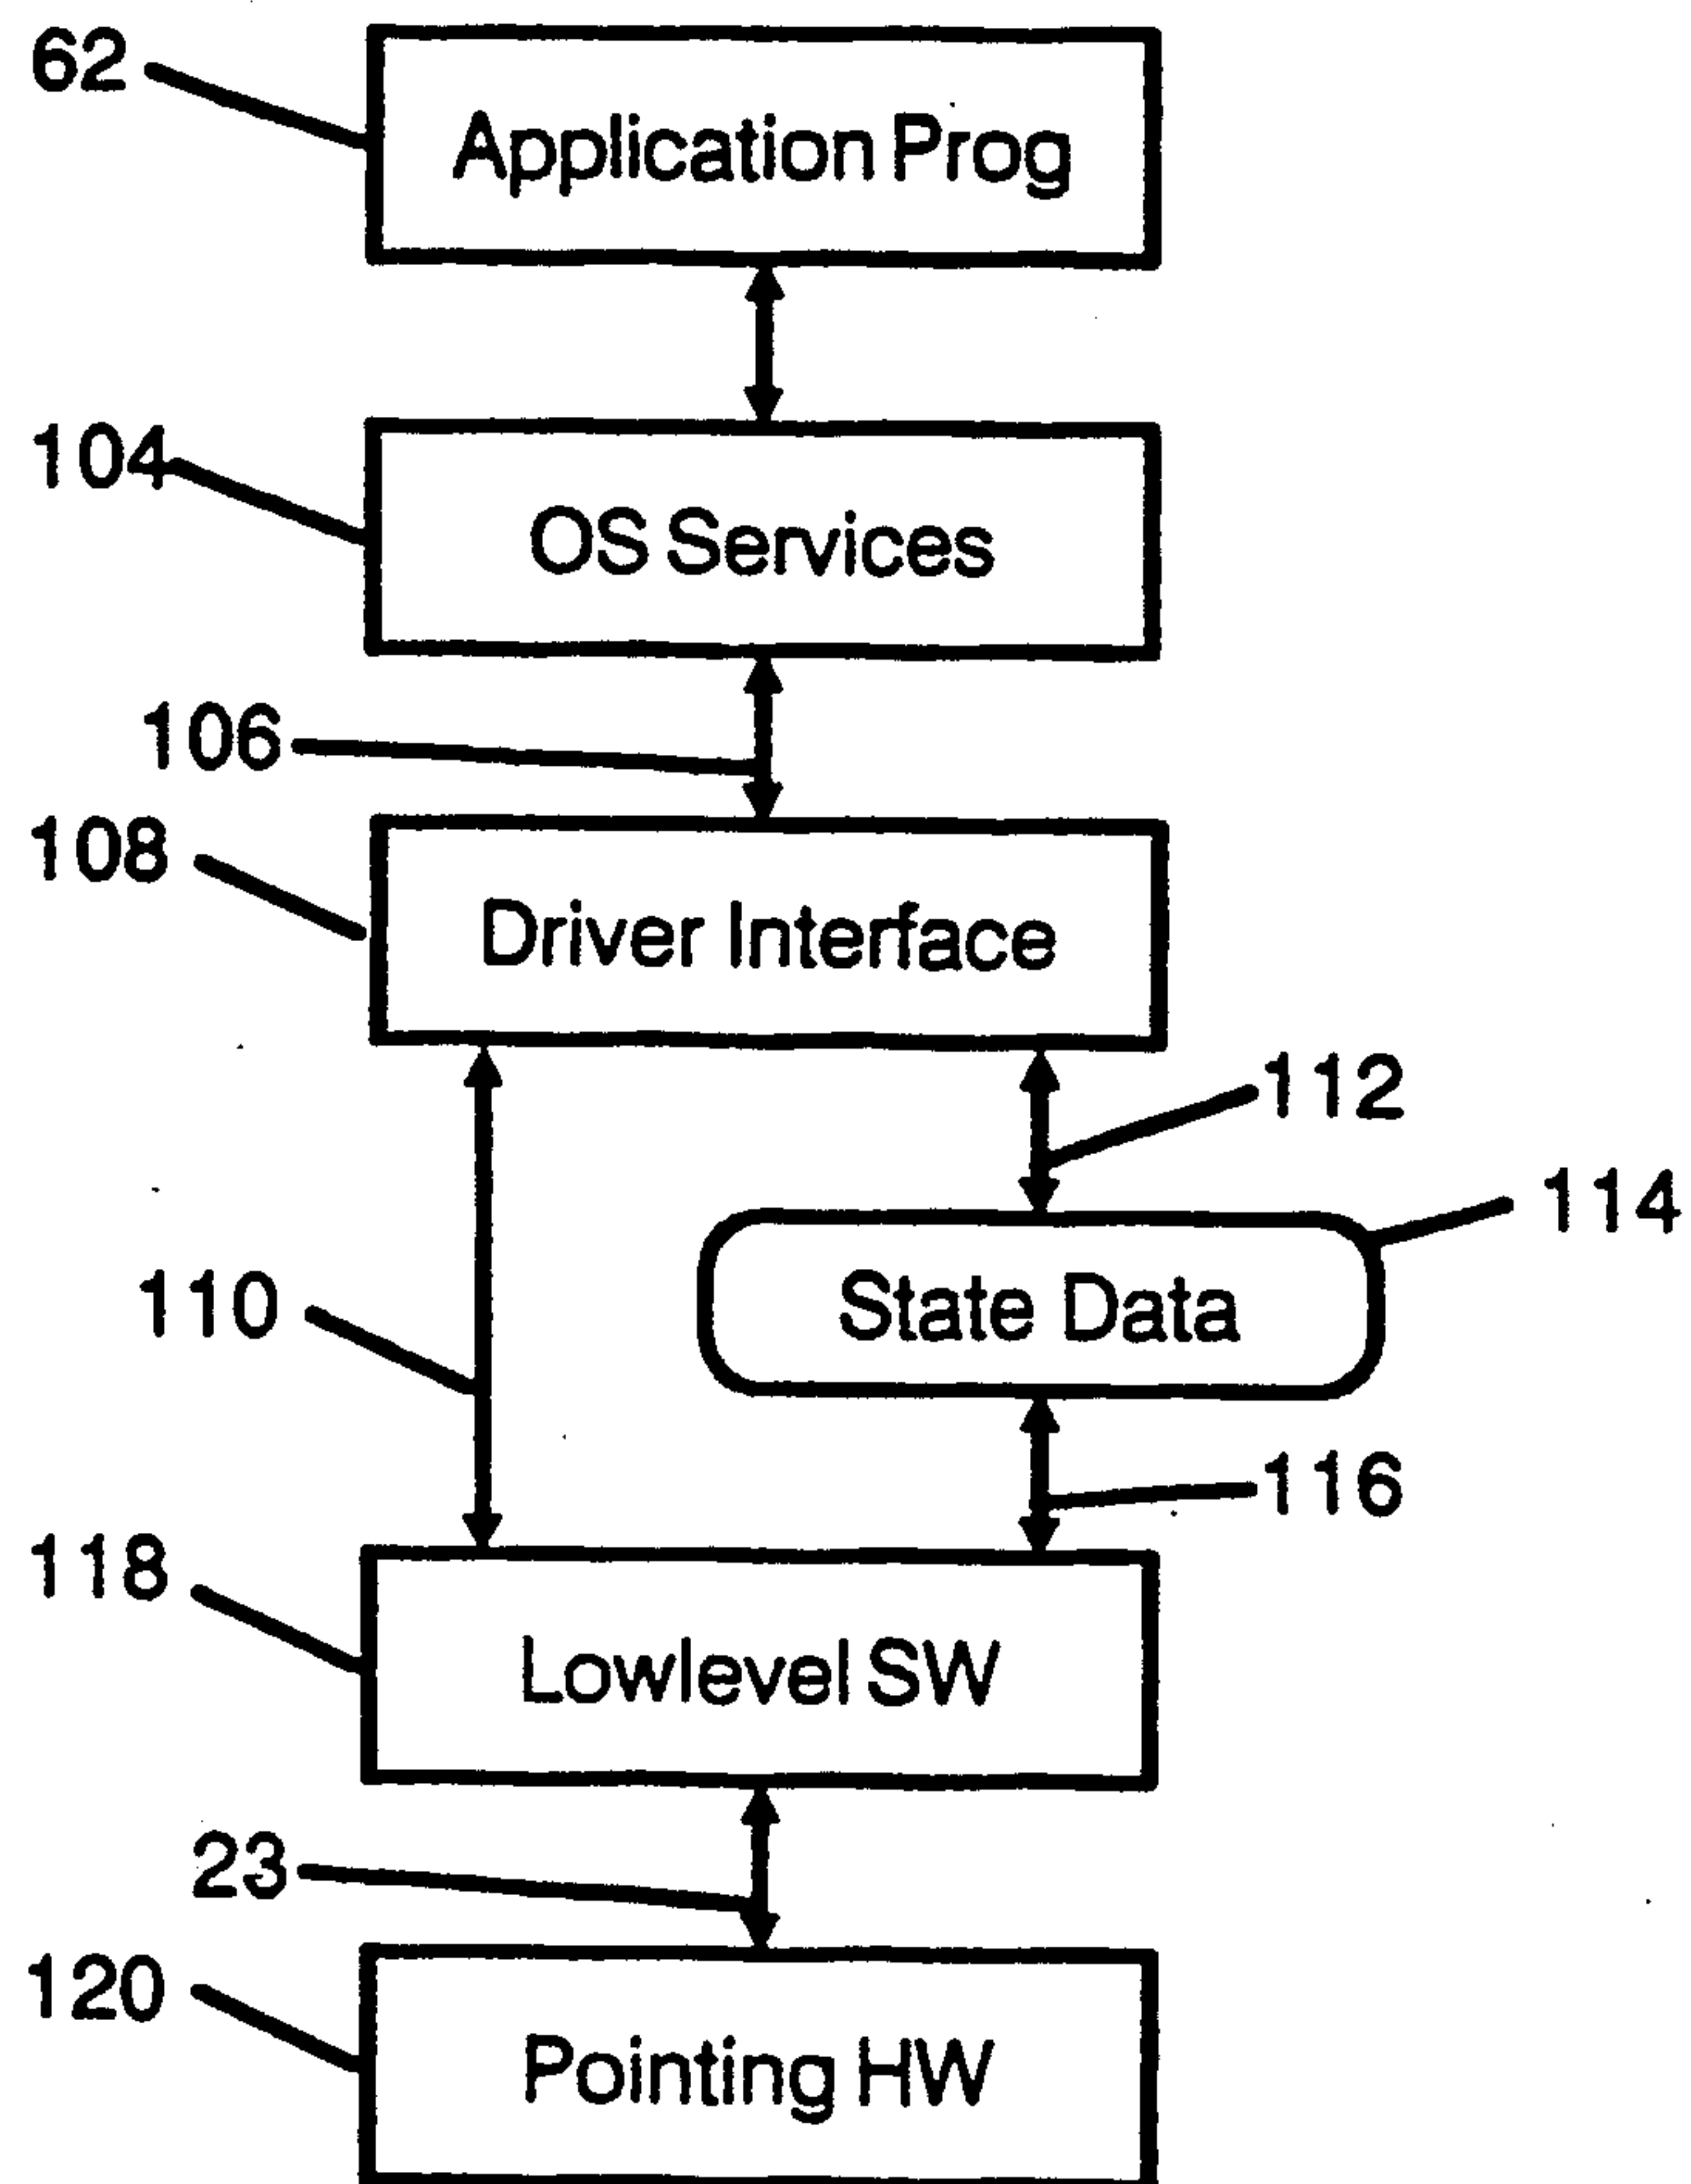 62
Application Prog
104
OS Services
106
108
Driver Interface
112
114
State Data
110
116
118
Lowlevel SW
23
120
Pointing HW